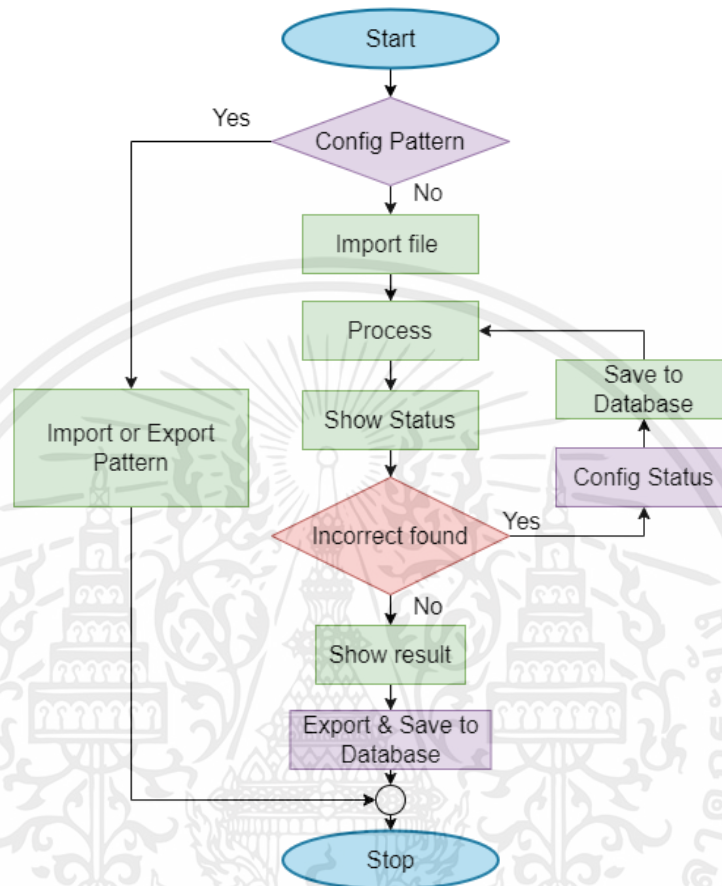 Start
Yes
Config Pattern
No
Import file
Process
Save to
Database
Import or Export
Pattern
Show Status
Config Status
Incorrect found
Yes
No
Show result
Export & Save to
Database
Stop